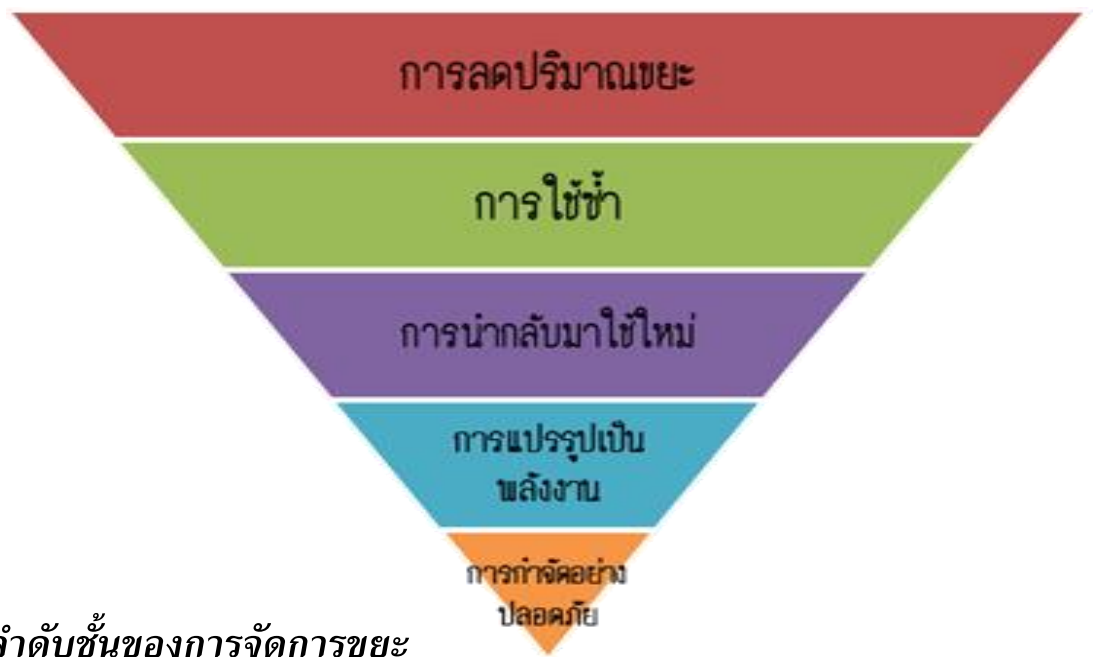 การลดปริมาณขยะ
การใช้ซ้ำ
การนำกลับมาใช้ใหม่
การแปรรูปเป็น
พลังงาน
การกำจัดอย่าง
ปลอดภัย
ลำดับชั้นของการจัดการขยะ